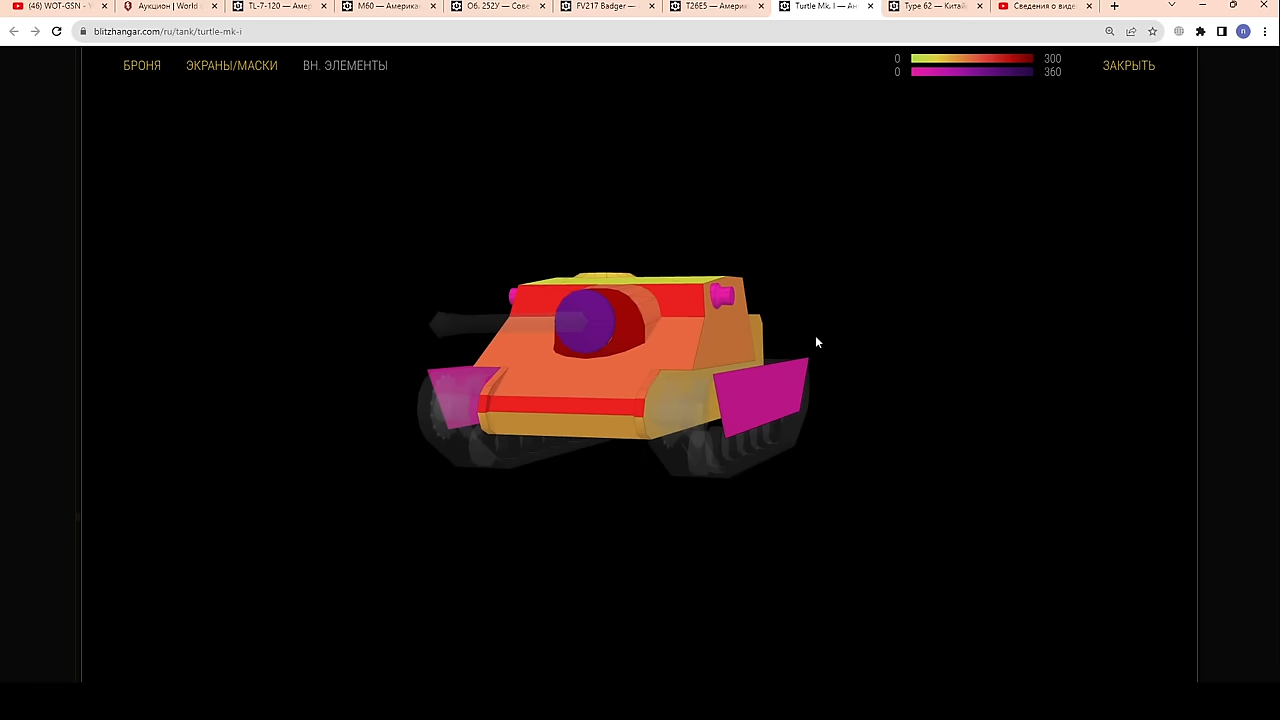 (46) WOT-GSN - Y
Аукцион | World
TL-7-120 — Амер
M60 — Америка
Об. 252У — Сове
FV217 Badger —
T26E5 — Америк
Turtle Mk. I — Ан
Type 62 — Китай
Сведения о виде
blitzhangar.com/ru/tank/turtle-mk-i
БРОНЯ
ЭКРАНЫ/МАСКИ
ВН. ЭЛЕМЕНТЫ
0 300
0 360
ЗАКРЫТЬ